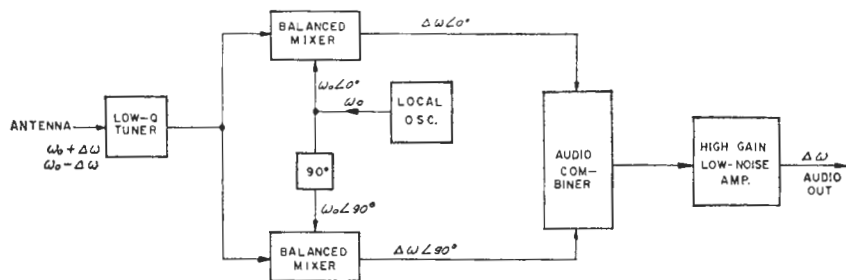 BALANCED
MIXER
Δω∠0°
ω₀∠0°
ω₀
LOCAL
OSC.
LOW-Q
TUNER
ANTENNA
ω₀+Δω
ω₀-Δω
90°
ω₀∠90°
AUDIO
COM-
BINER
HIGH GAIN
LOW-NOISE
AMP.
Δω
AUDIO
OUT
BALANCED
MIXER
Δω∠90°